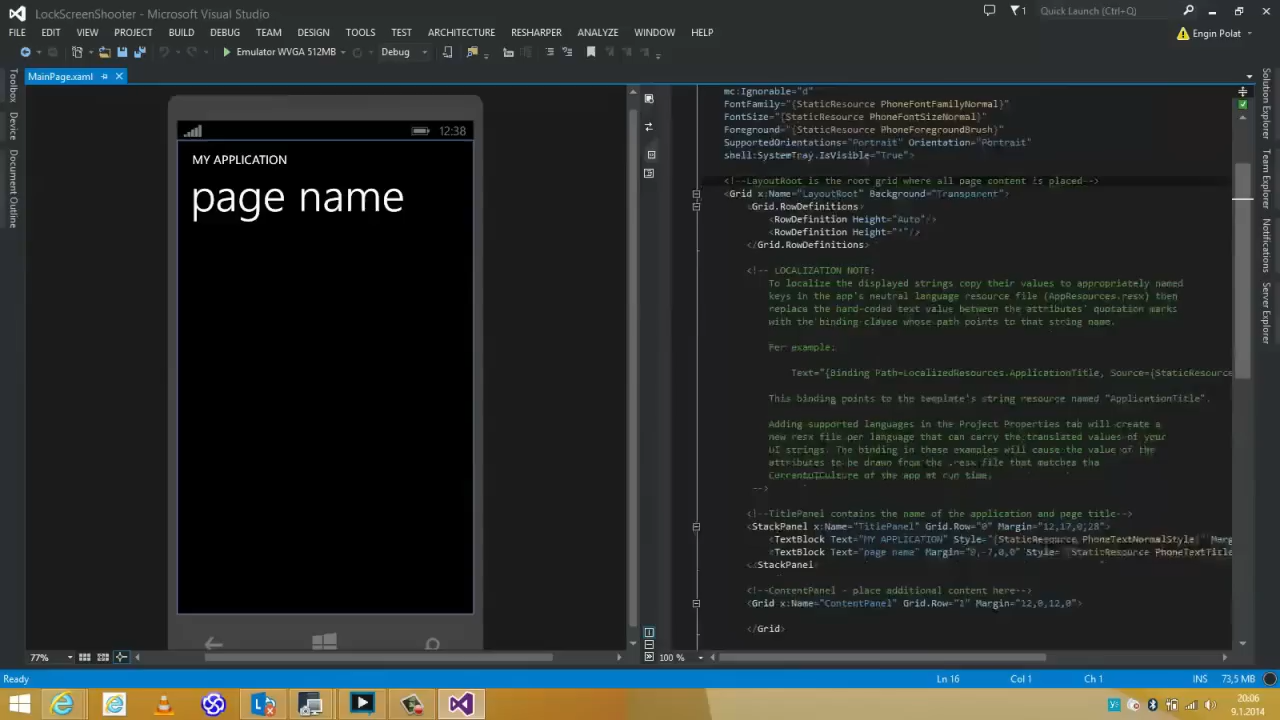 LockScreenShooter - Microsoft Visual Studio
1
Quick Launch (Ctrl+Q)
FILE EDIT VIEW PROJECT BUILD DEBUG TEAM DESIGN TOOLS TEST ARCHITECTURE RESHARPER ANALYZE WINDOW HELP
Engin Polat
Emulator WVGA 512MB
Debug
MainPage.xaml
Toolbox
Device
Document Outline
12:38
MY APPLICATION
page name
77%
mc:Ignorable="d"
FontFamily="{StaticResource PhoneFontFamilyNormal}"
FontSize="{StaticResource PhoneFontSizeNormal}"
Foreground="{StaticResource PhoneForegroundBrush}"
SupportedOrientations="Portrait" Orientation="Portrait"
shell:SystemTray.IsVisible="True">
<!--LayoutRoot is the root grid where all page content is placed-->
<Grid x:Name="LayoutRoot" Background="Transparent">
<Grid.RowDefinitions>
<RowDefinition Height="Auto"/>
<RowDefinition Height="*"/>
</Grid.RowDefinitions>
<!-- LOCALIZATION NOTE:
To localize the displayed strings copy their values to appropriately named
keys in the app's neutral language resource file (AppResources.resx) then
replace the hard-coded text value between the attributes' quotation marks
with the binding clause whose path points to that string name.
Per example:
Text="{Binding Path=LocalizedResources.ApplicationTitle, Source={StaticResource
This binding points to the template's string resource named "ApplicationTitle".
Adding supported languages in the Project Properties tab will create a
new resx file per language that can carry the translated values of your
UI strings. The binding in these examples will cause the value of the
attributes to be drawn from the .resx file that matches the
CurrentUICulture of the app at run time.
-->
<!--TitlePanel contains the name of the application and page title-->
<StackPanel x:Name="TitlePanel" Grid.Row="0" Margin="12,17,0,28">
<TextBlock Text="MY APPLICATION" Style="{StaticResource PhoneTextNormalStyle} Marg
<TextBlock Text="page name" Margin="9,-7,0,0" Style= {StaticResource PhoneTextTitle
</StackPanel>
<!--ContentPanel - place additional content here-->
<Grid x:Name="ContentPanel" Grid.Row="1" Margin="12,0,12,0">
</Grid>
100 %
Solution Explorer
Team Explorer
Notifications
Server Explorer
Ready
Ln 16
Col 1
Ch 1
INS
73,5 MB
20:06
9.1.2014